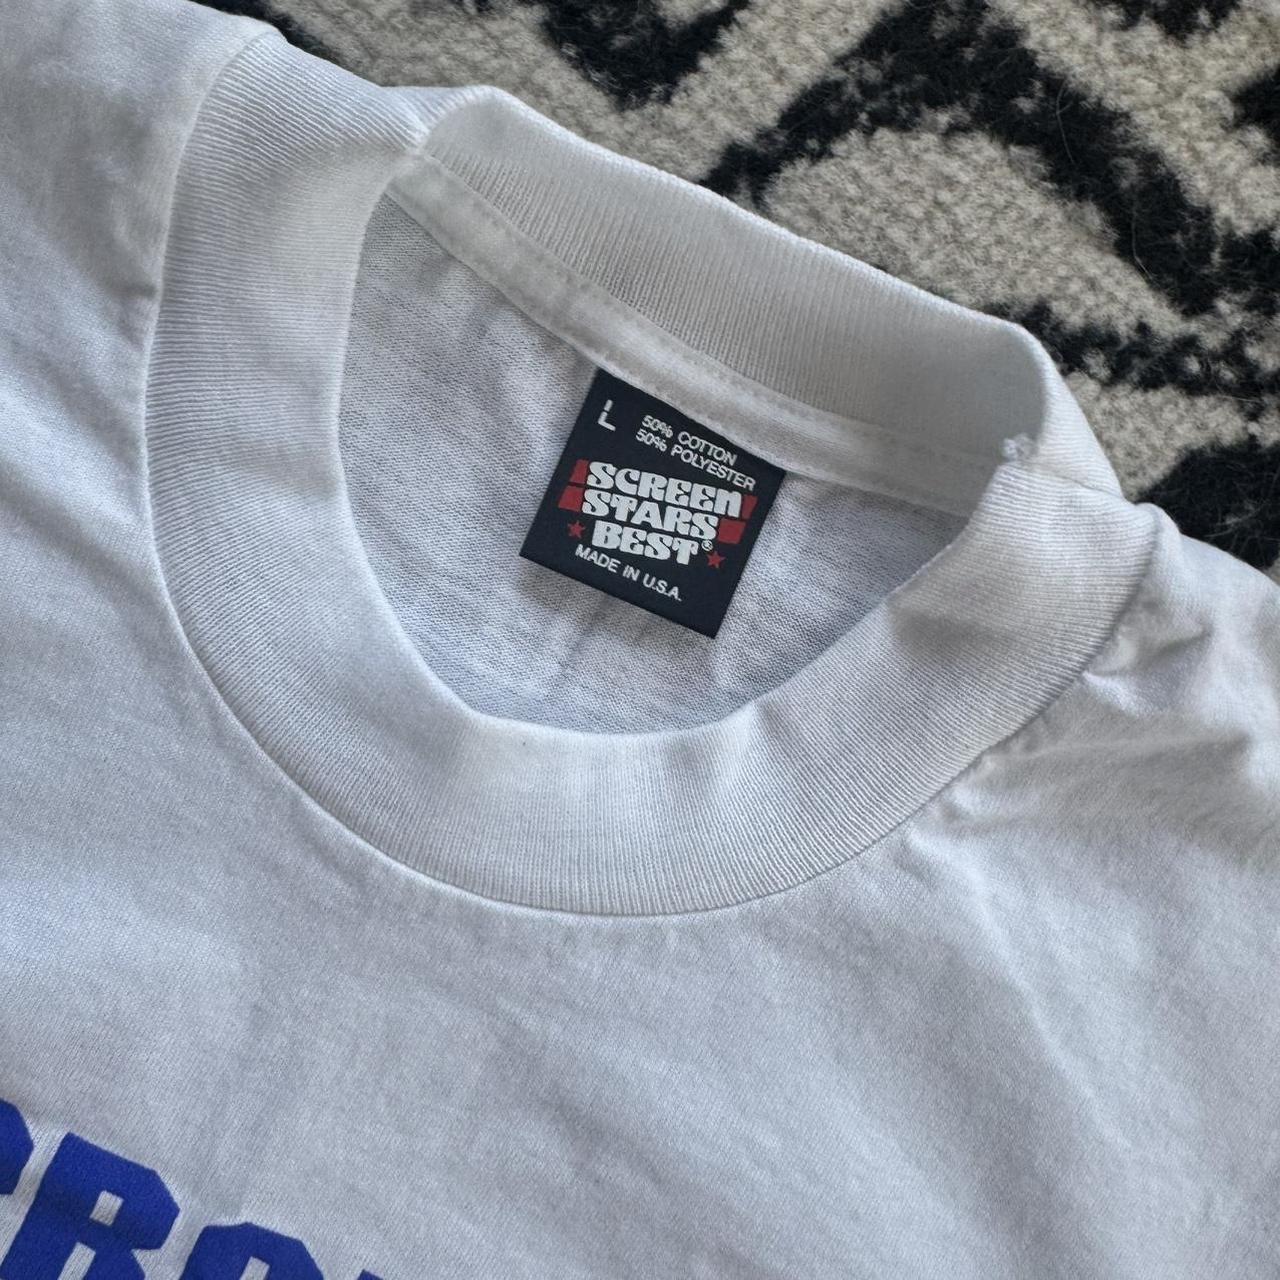 L
50% COTTON
50% POLYESTER
SCREEN
STARS
BEST®
MADE IN U.S.A.